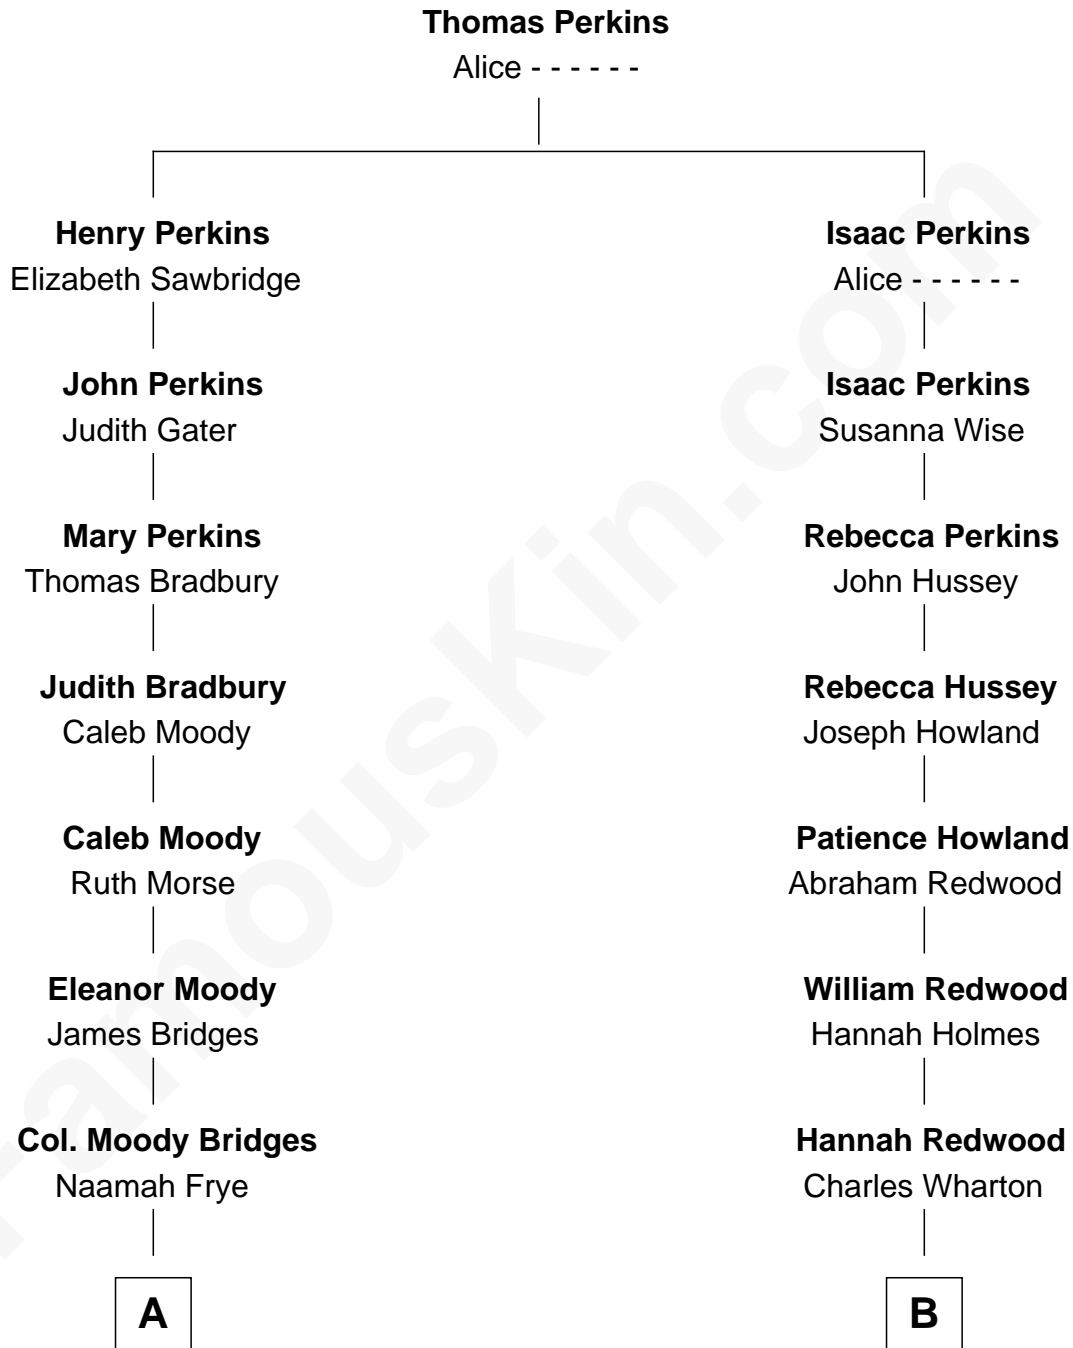 Thomas Perkins
Alice - - - - - -
Henry Perkins
Elizabeth Sawbridge
Isaac Perkins
Alice - - - - - -
John Perkins
Judith Gater
Isaac Perkins
Susanna Wise
Mary Perkins
Thomas Bradbury
Rebecca Perkins
John Hussey
Judith Bradbury
Caleb Moody
Rebecca Hussey
Joseph Howland
Caleb Moody
Ruth Morse
Patience Howland
Abraham Redwood
Eleanor Moody
James Bridges
William Redwood
Hannah Holmes
Col. Moody Bridges
Naamah Frye
Hannah Redwood
Charles Wharton
A
B
FamousKin.com